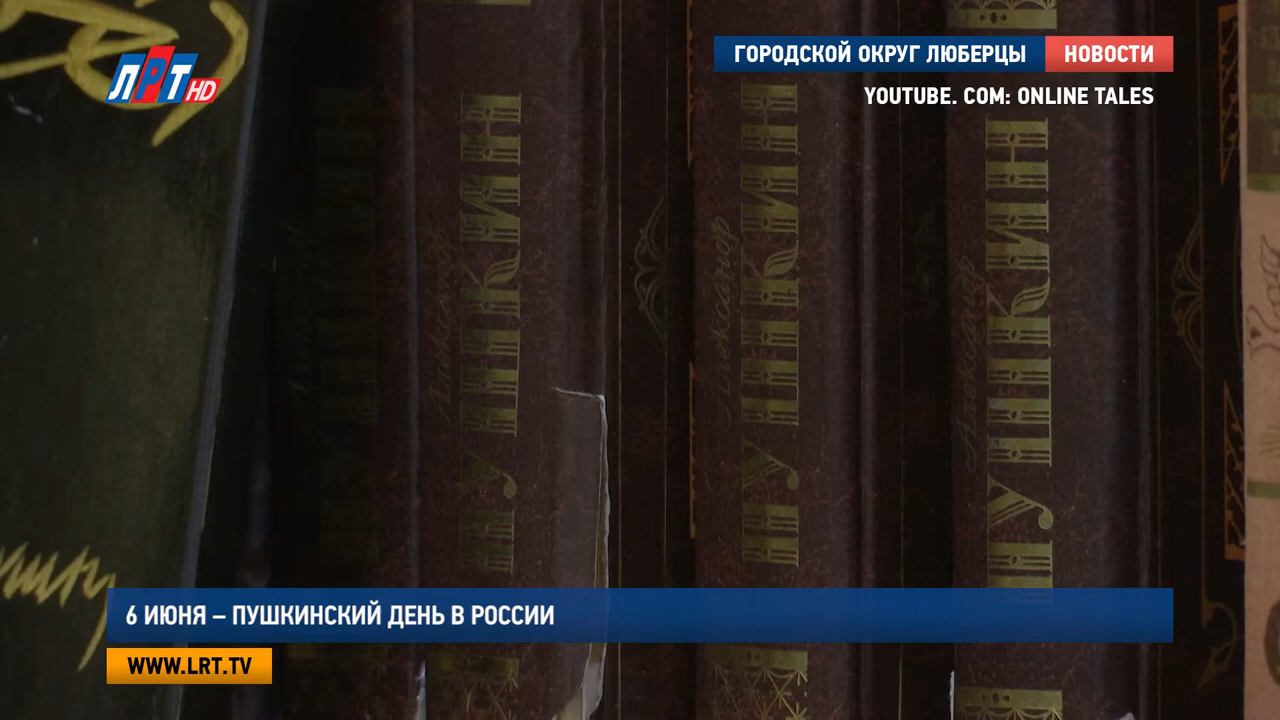 ЛРТ HD
ГОРОДСКОЙ ОКРУГ ЛЮБЕРЦЫ НОВОСТИ
YOUTUBE. COM: ONLINE TALES
Александр
ПУШКИН
Александр
ПУШКИН
Александр
ПУШКИН
6 ИЮНЯ – ПУШКИНСКИЙ ДЕНЬ В РОССИИ
WWW.LRT.TV